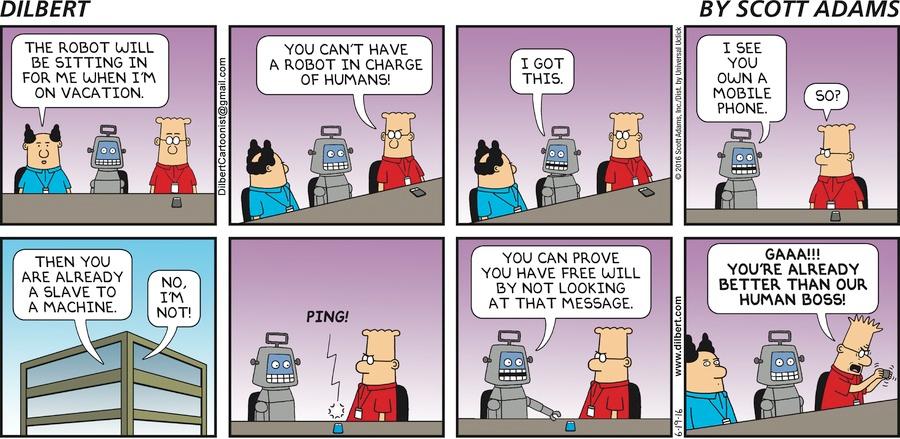 DILBERT
BY SCOTT ADAMS
THE ROBOT WILL
BE SITTING IN
FOR ME WHEN I'M
ON VACATION.
DilbertCartoonist@gmail.com
YOU CAN'T HAVE
A ROBOT IN CHARGE
OF HUMANS!
I GOT
THIS.
© 2016 Scott Adams, Inc./Dist. by Universal Uclick
I SEE
YOU
OWN A
MOBILE
PHONE.
SO?
THEN YOU
ARE ALREADY
A SLAVE TO
A MACHINE.
NO,
I'M
NOT!
PING!
YOU CAN PROVE
YOU HAVE FREE WILL
BY NOT LOOKING
AT THAT MESSAGE.
6-19-16
www.dilbert.com
GAAA!!!
YOU'RE ALREADY
BETTER THAN OUR
HUMAN BOSS!